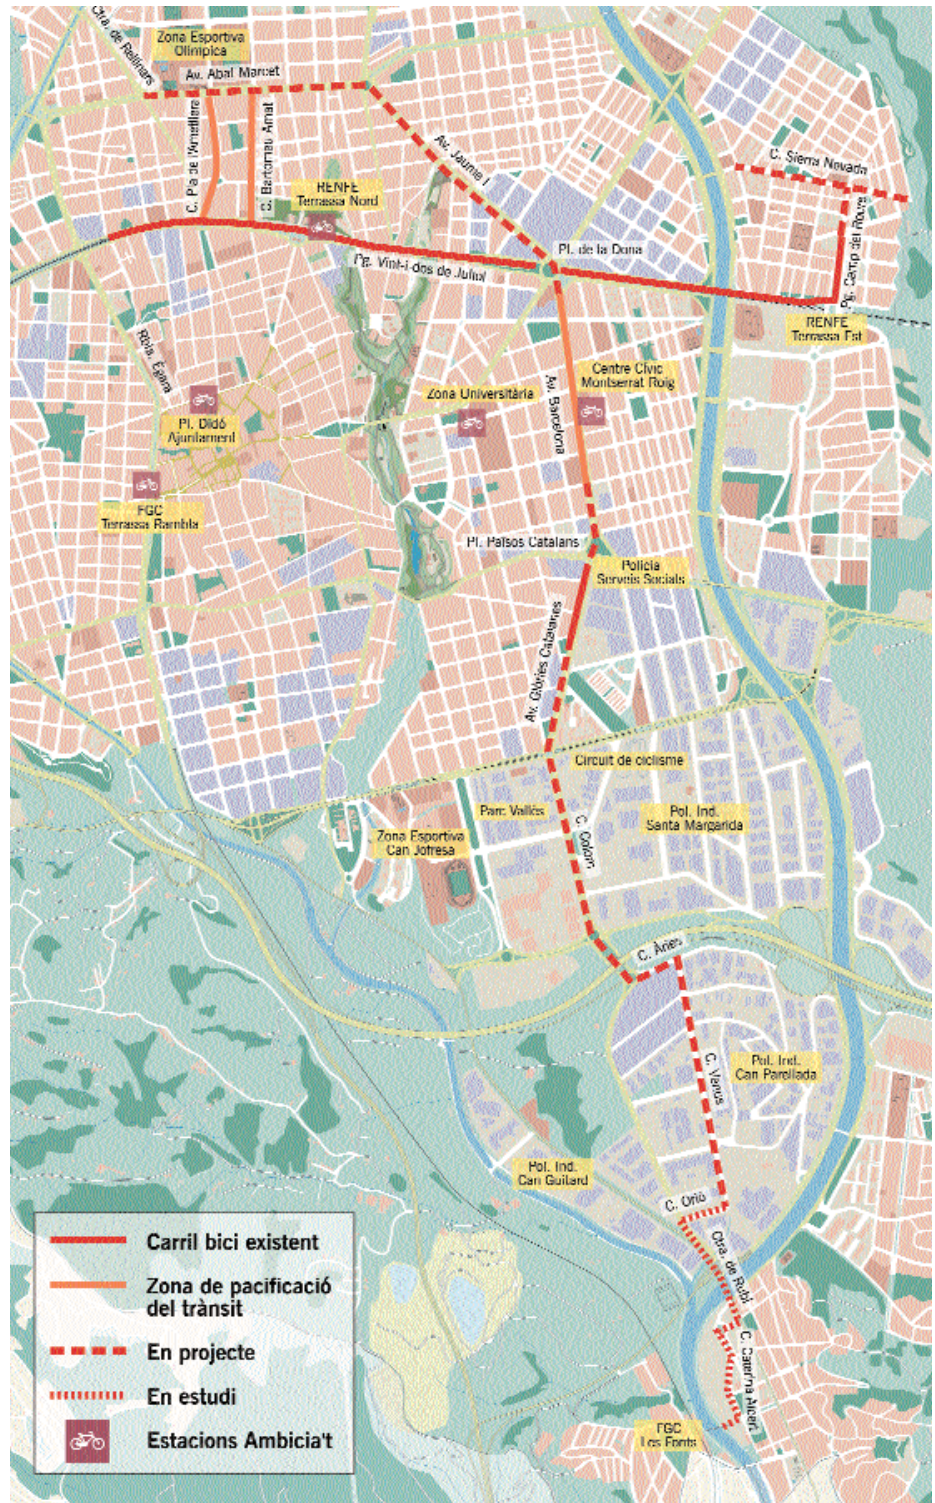 Ctra. de Rellinars
Zona Esportiva
Olímpica
Av. Abat Marcet
C. Pla de l'Ametllera
C. Bartomeu Amat
RENFE
Terrassa Nord
Av. Jaume I
C. Sierra Nevada
Pg. Camp del Roure
Pl. de la Dona
Pg. Vint-i-dos de Juliol
RENFE
Terrassa Est
Rbla. Ègara
Centre Cívic
Montserrat Roig
Zona Universitària
Av. Barcelona
Pl. Didó
Ajuntament
FGC
Terrassa Rambla
Pl. Països Catalans
Policia
Serveis Socials
Av. Glòries Catalanes
Circuit de ciclisme
Parc Vallès
Pol. Ind.
Santa Margarida
Zona Esportiva
Can Jofresa
C. Colom
C. Àries
Pol. Ind.
Can Parellada
C. Venus
Pol. Ind.
Can Guitard
C. Orió
Ctra. de Rubí
C. Caterina Albert
FGC
Les Fonts
Carril bici existent
Zona de pacificació
del trànsit
En projecte
En estudi
Estacions Ambicia't